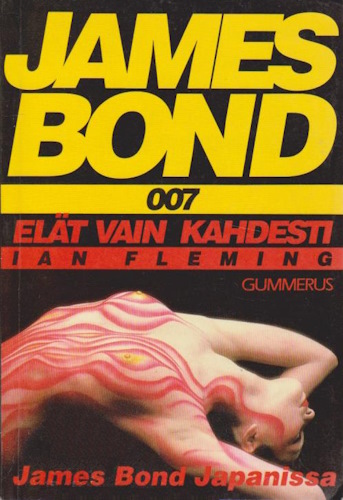 JAMES
BOND
007
ELÄT VAIN KAHDESTI
IAN FLEMING
GUMMERUS
James Bond Japanissa